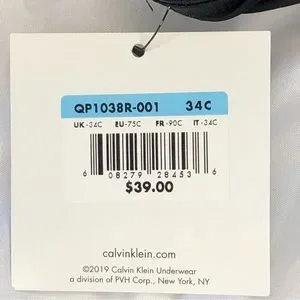 QP1038R-001 34C
UK-34C EU-75C FR-90C IT-34C
6 08279 28453 6
$39.00
calvinklein.com
©2019 Calvin Klein Underwear
a division of PVH Corp., New York, NY